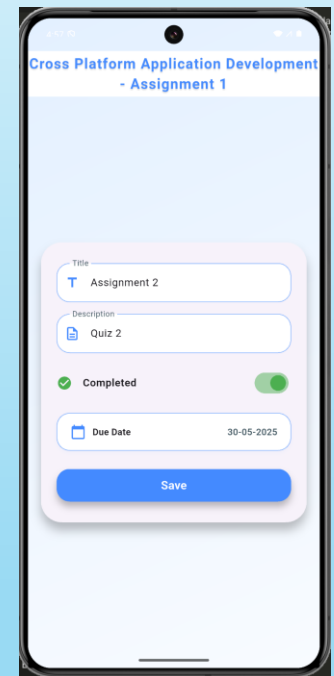 Cross Platform Application Development
- Assignment 1
Title
Assignment 2
Description
Quiz 2
Completed
Due Date 30-05-2025
Save